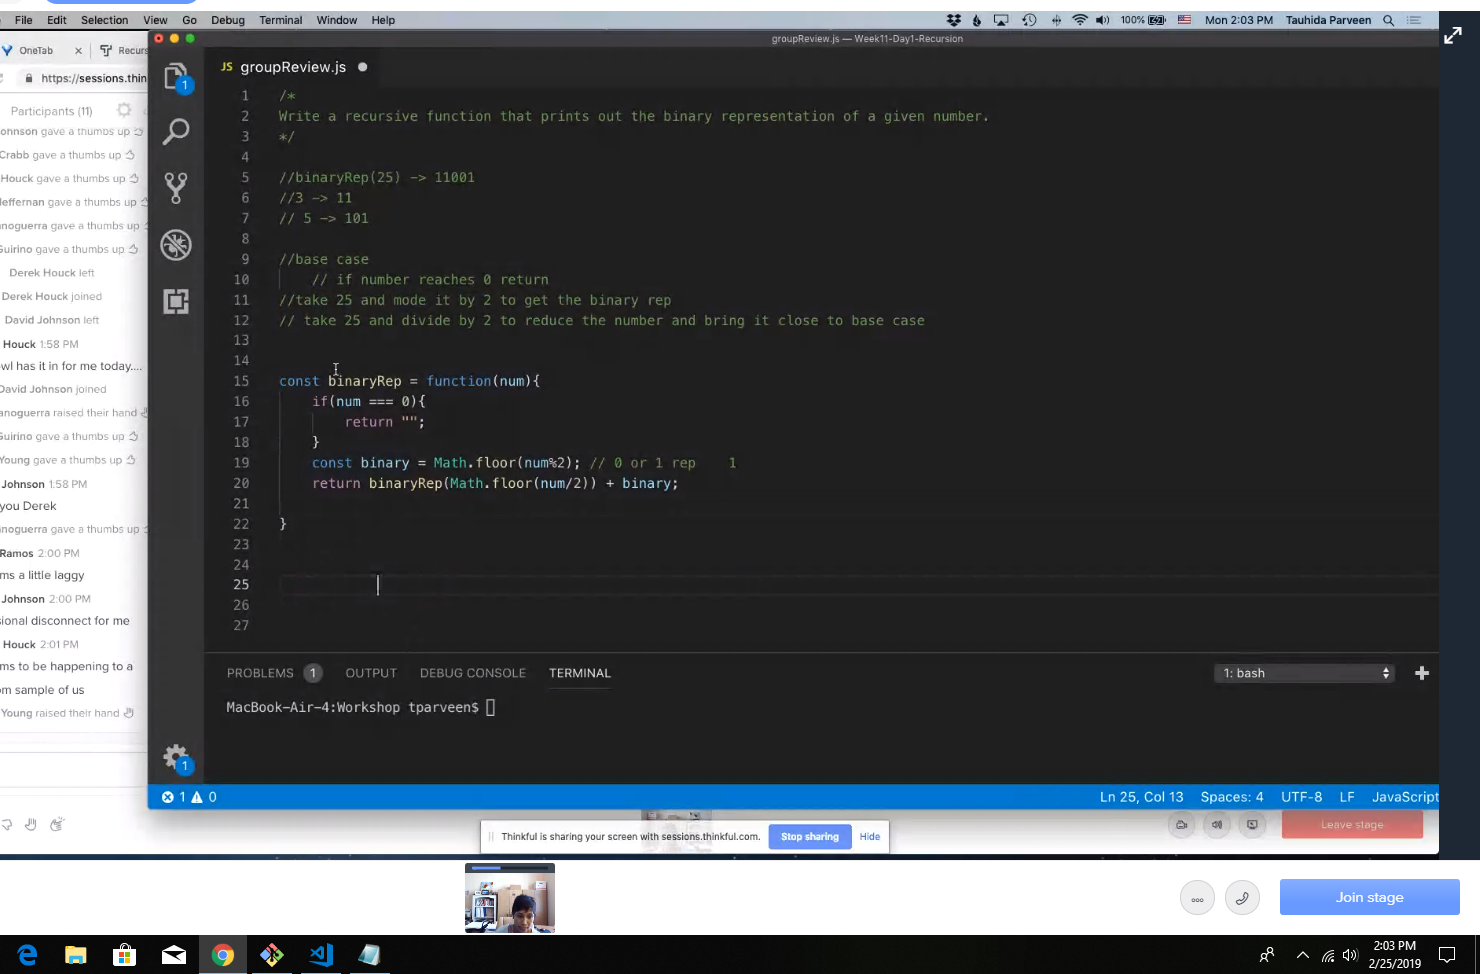 File Edit Selection View Go Debug Terminal Window Help
100% Mon 2:03 PM Tauhida Parveen
OneTab Recurs
groupReview.js — Week11-Day1-Recursion
https://sessions.thin
JS groupReview.js
Participants (11)
ohnson gave a thumbs up
Crabb gave a thumbs up
Houck gave a thumbs up
effernan gave a thumbs up
noguerra gave a thumbs up
Guirino gave a thumbs up
Derek Houck left
Derek Houck joined
David Johnson left
Houck 1:58 PM
wl has it in for me today....
David Johnson joined
anoguerra raised their hand
Guirino gave a thumbs up
Young gave a thumbs up
Johnson 1:58 PM
you Derek
noguerra gave a thumbs up
Ramos 2:00 PM
ms a little laggy
Johnson 2:00 PM
sional disconnect for me
Houck 2:01 PM
ms to be happening to a
om sample of us
Young raised their hand
1
1
1 /*
2 Write a recursive function that prints out the binary representation of a given number.
3 */
4
5 //binaryRep(25) -> 11001
6 //3 -> 11
7 // 5 -> 101
8
9 //base case
10 // if number reaches 0 return
11 //take 25 and mode it by 2 to get the binary rep
12 // take 25 and divide by 2 to reduce the number and bring it close to base case
13
14
15 const binaryRep = function(num){
16 if(num === 0){
17 return "";
18 }
19 const binary = Math.floor(num%2); // 0 or 1 rep 1
20 return binaryRep(Math.floor(num/2)) + binary;
21
22 }
23
24
25
26
27
PROBLEMS 1 OUTPUT DEBUG CONSOLE TERMINAL 1: bash
MacBook-Air-4:Workshop tparveen$
1 0 Ln 25, Col 13 Spaces: 4 UTF-8 LF JavaScript
Thinkful is sharing your screen with sessions.thinkful.com. Stop sharing Hide
Leave stage
Join stage
2:03 PM
2/25/2019